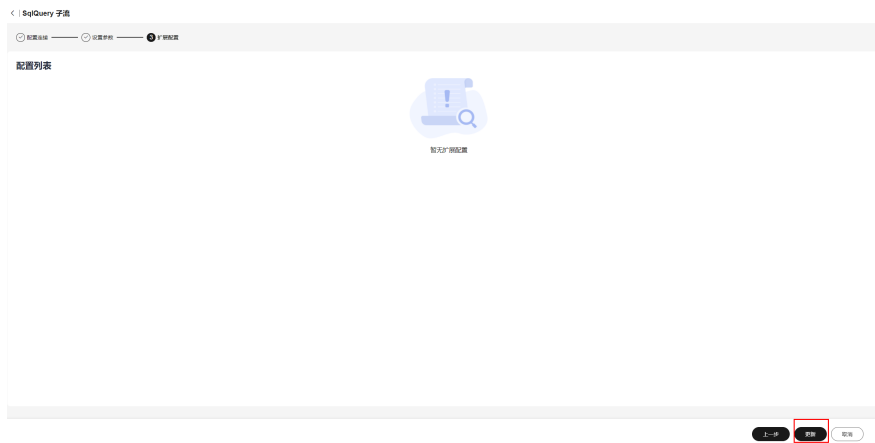 SqlQuery 子流
配置连接 设置参数 3 扩展配置
配置列表
暂无扩展配置
上一步 更新 取消